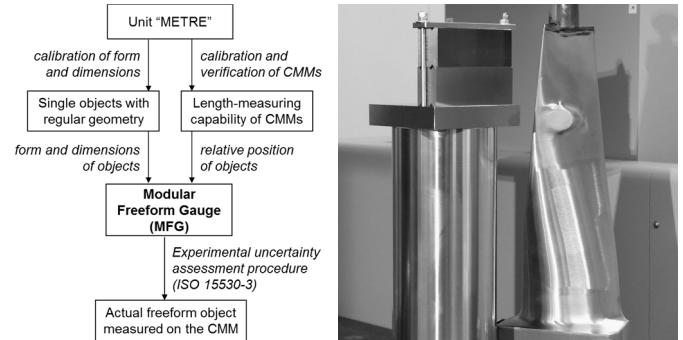 Unit “METRE”
calibration of form
and dimensions
calibration and
verification of CMMs
Single objects with
regular geometry
Length-measuring
capability of CMMs
form and dimensions
of objects
relative position
of objects
Modular
Freeform Gauge
(MFG)
Experimental uncertainty
assessment procedure
(ISO 15530-3)
Actual freeform object
measured on the CMM